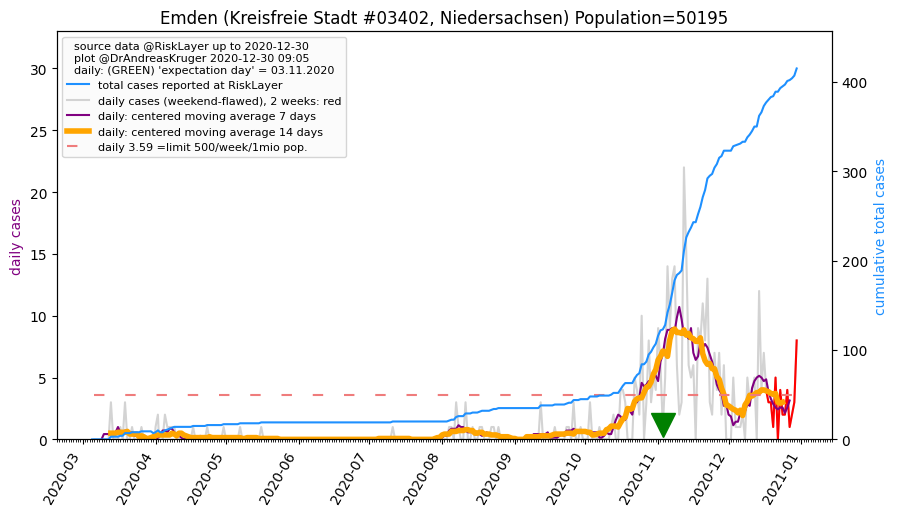 Emden (Kreisfreie Stadt #03402, Niedersachsen) Population=50195
source data @RiskLayer up to 2020-12-30
plot @DrAndreasKruger 2020-12-30 09:05
daily: (GREEN) 'expectation day' = 03.11.2020
total cases reported at RiskLayer
daily cases (weekend-flawed), 2 weeks: red
daily: centered moving average 7 days
daily: centered moving average 14 days
daily 3.59 =limit 500/week/1mio pop.
daily cases
30
25
20
15
10
5
0
cumulative total cases
400
300
200
100
0
2020-03
2020-04
2020-05
2020-06
2020-07
2020-08
2020-09
2020-10
2020-11
2020-12
2021-01